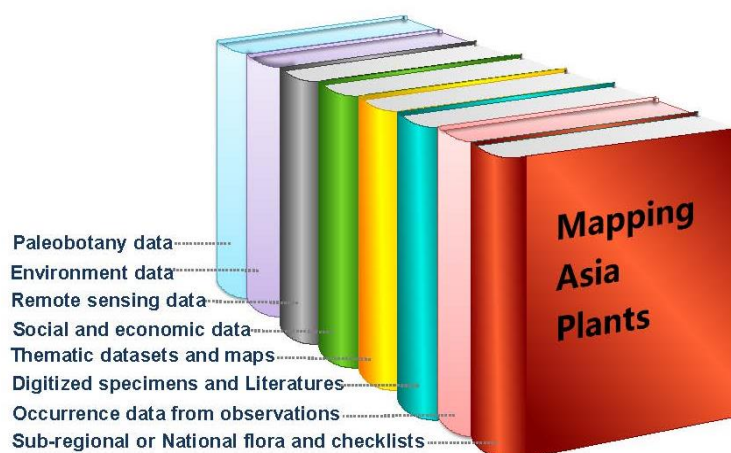 Mapping
Asia
Plants
Paleobotany data
Environment data
Remote sensing data
Social and economic data
Thematic datasets and maps
Digitized specimens and Literatures
Occurrence data from observations
Sub-regional or National flora and checklists